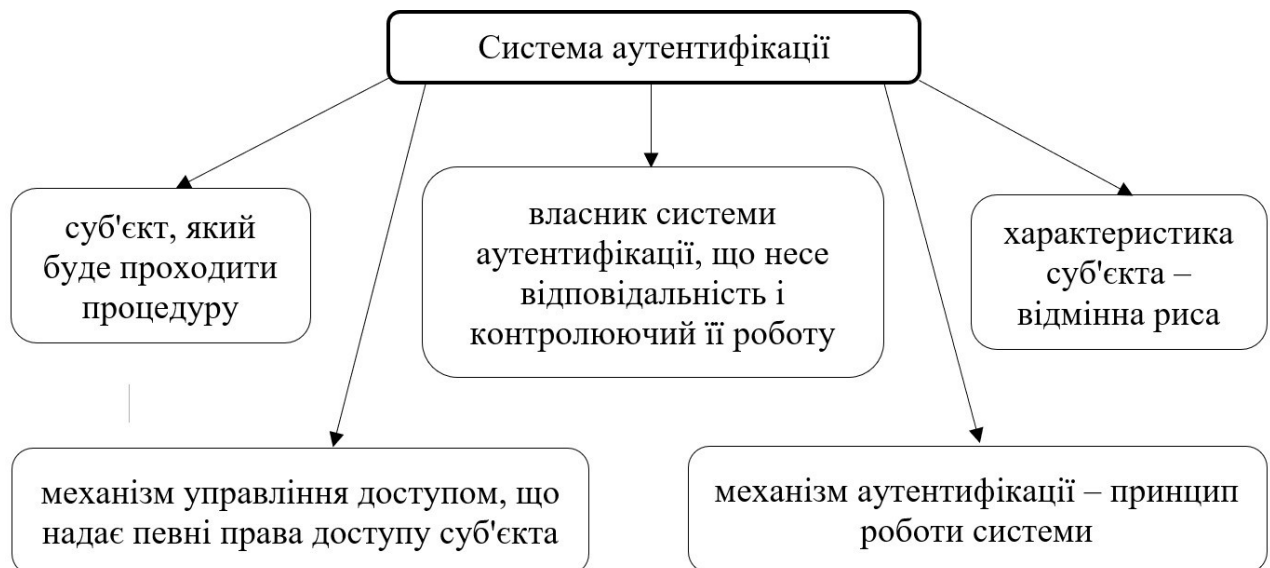 Система аутентифікації
суб'єкт, який
буде проходити
процедуру
власник системи
аутентифікації, що несе
відповідальність і
контролюючий її роботу
характеристика
суб'єкта –
відмінна риса
механізм управління доступом, що
надає певні права доступу суб'єкта
механізм аутентифікації – принцип
роботи системи